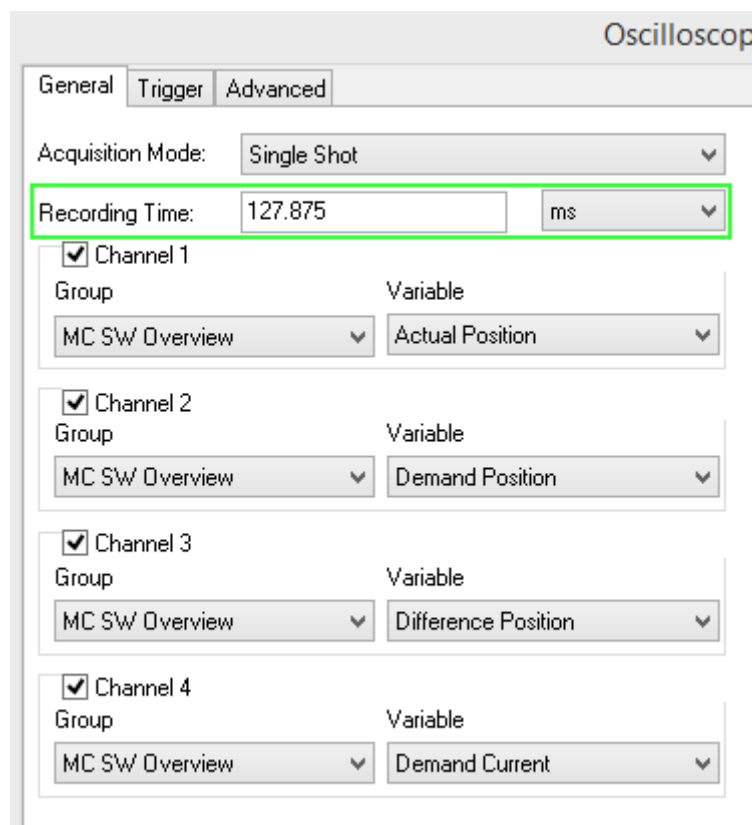 Oscilloscop
General Trigger Advanced
Acquisition Mode: Single Shot
Recording Time: 127.875 ms
Channel 1
Group Variable
MC SW Overview Actual Position
Channel 2
Group Variable
MC SW Overview Demand Position
Channel 3
Group Variable
MC SW Overview Difference Position
Channel 4
Group Variable
MC SW Overview Demand Current